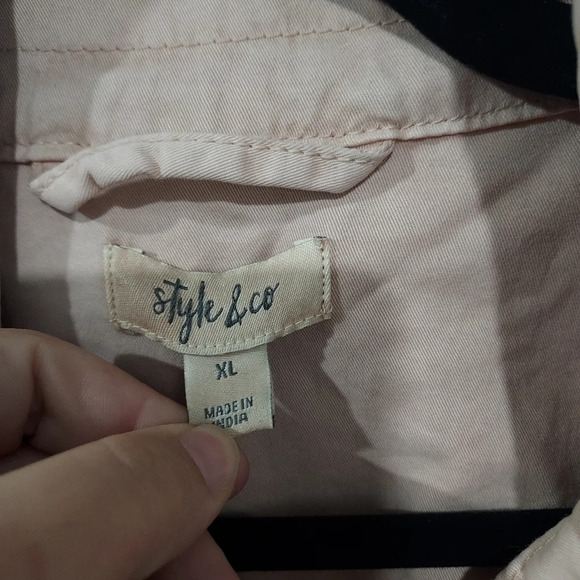 style & co
XL
MADE IN
INDIA